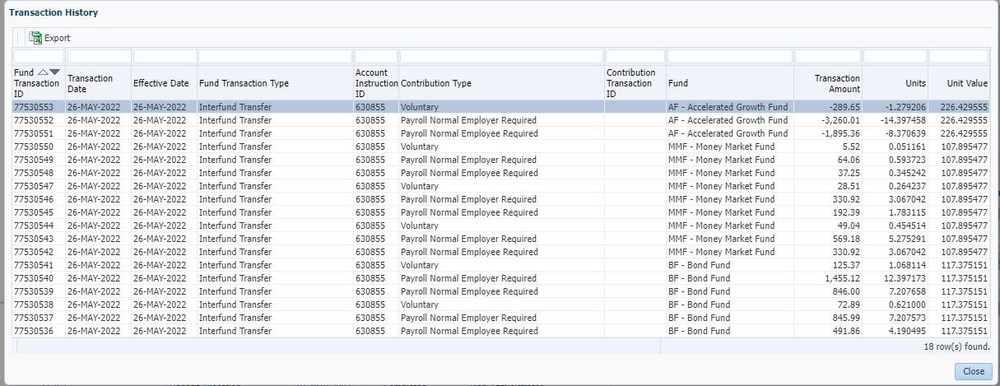 Transaction History
Export
Fund Transaction ID Transaction Date Effective Date Fund Transaction Type Account Instruction ID Contribution Type Contribution Transaction ID Fund Transaction Amount Units Unit Value
77530553 26-MAY-2022 26-MAY-2022 Interfund Transfer 630855 Voluntary AF - Accelerated Growth Fund -289.65 -1.279206 226.429555
77530552 26-MAY-2022 26-MAY-2022 Interfund Transfer 630855 Payroll Normal Employer Required AF - Accelerated Growth Fund -3,260.01 -14.397458 226.429555
77530551 26-MAY-2022 26-MAY-2022 Interfund Transfer 630855 Payroll Normal Employee Required AF - Accelerated Growth Fund -1,895.36 -8.370639 226.429555
77530550 26-MAY-2022 26-MAY-2022 Interfund Transfer 630855 Voluntary MMF - Money Market Fund 5.52 0.051161 107.895477
77530549 26-MAY-2022 26-MAY-2022 Interfund Transfer 630855 Payroll Normal Employer Required MMF - Money Market Fund 64.06 0.593723 107.895477
77530548 26-MAY-2022 26-MAY-2022 Interfund Transfer 630855 Payroll Normal Employee Required MMF - Money Market Fund 37.25 0.345242 107.895477
77530547 26-MAY-2022 26-MAY-2022 Interfund Transfer 630855 Voluntary MMF - Money Market Fund 28.51 0.264237 107.895477
77530546 26-MAY-2022 26-MAY-2022 Interfund Transfer 630855 Payroll Normal Employer Required MMF - Money Market Fund 330.92 3.067042 107.895477
77530545 26-MAY-2022 26-MAY-2022 Interfund Transfer 630855 Payroll Normal Employee Required MMF - Money Market Fund 192.39 1.783115 107.895477
77530544 26-MAY-2022 26-MAY-2022 Interfund Transfer 630855 Voluntary MMF - Money Market Fund 49.04 0.454514 107.895477
77530543 26-MAY-2022 26-MAY-2022 Interfund Transfer 630855 Payroll Normal Employer Required MMF - Money Market Fund 569.18 5.275291 107.895477
77530542 26-MAY-2022 26-MAY-2022 Interfund Transfer 630855 Payroll Normal Employee Required MMF - Money Market Fund 330.92 3.067042 107.895477
77530541 26-MAY-2022 26-MAY-2022 Interfund Transfer 630855 Voluntary BF - Bond Fund 125.37 1.068114 117.375151
77530540 26-MAY-2022 26-MAY-2022 Interfund Transfer 630855 Payroll Normal Employer Required BF - Bond Fund 1,455.12 12.397173 117.375151
77530539 26-MAY-2022 26-MAY-2022 Interfund Transfer 630855 Payroll Normal Employee Required BF - Bond Fund 846.00 7.207658 117.375151
77530538 26-MAY-2022 26-MAY-2022 Interfund Transfer 630855 Voluntary BF - Bond Fund 72.89 0.621000 117.375151
77530537 26-MAY-2022 26-MAY-2022 Interfund Transfer 630855 Payroll Normal Employer Required BF - Bond Fund 845.99 7.207573 117.375151
77530536 26-MAY-2022 26-MAY-2022 Interfund Transfer 630855 Payroll Normal Employee Required BF - Bond Fund 491.86 4.190495 117.375151
18 row(s) found.
Close